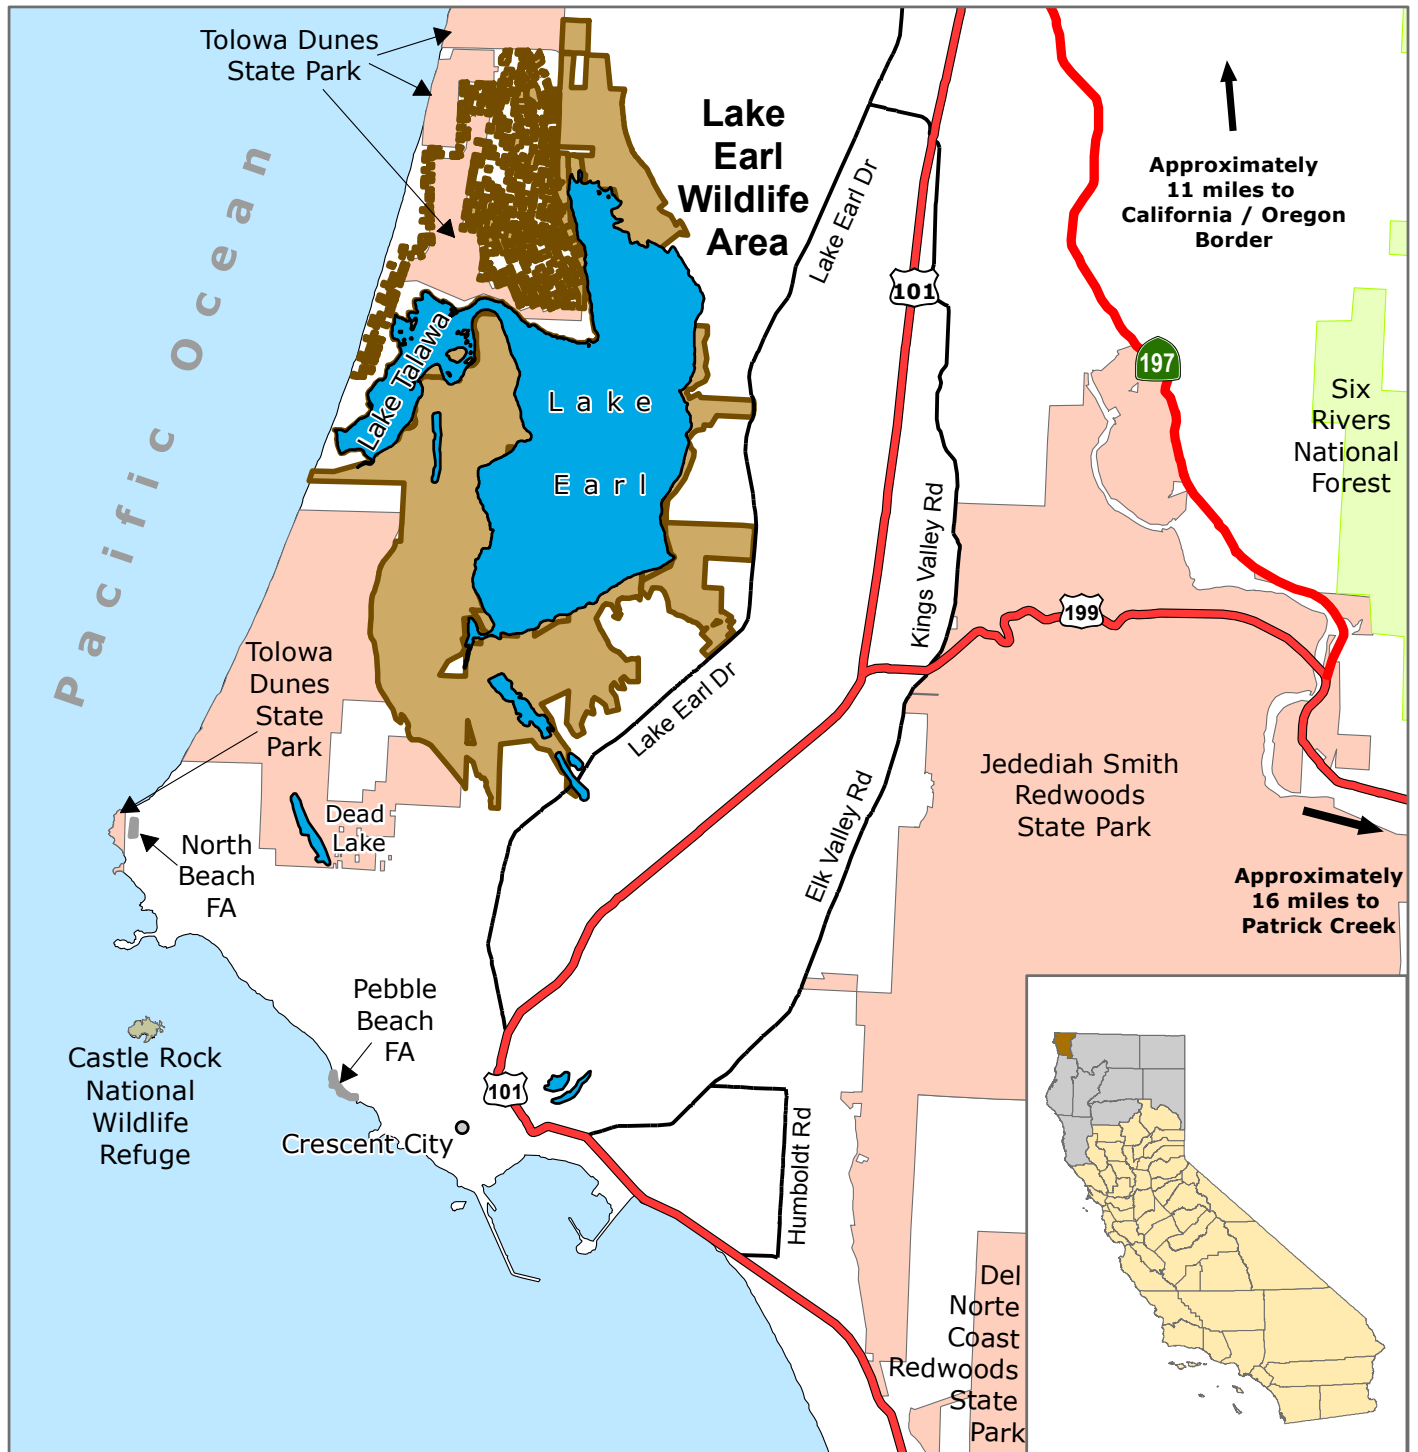 Tolowa Dunes
State Park
Lake
Earl
Wildlife
Area
Approximately
11 miles to
California / Oregon
Border
Pacific Ocean
Lake Earl Dr
101
197
Lake Talawa
Lake
Earl
Six
Rivers
National
Forest
Kings Valley Rd
199
Tolowa
Dunes
State
Park
Lake Earl Dr
Jedediah Smith
Redwoods
State Park
Elk Valley Rd
Dead
Lake
North
Beach
FA
Approximately
16 miles to
Patrick Creek
Pebble
Beach
FA
Castle Rock
National
Wildlife
Refuge
101
Crescent City
Humboldt Rd
Del
Norte
Coast
Redwoods
State
Park